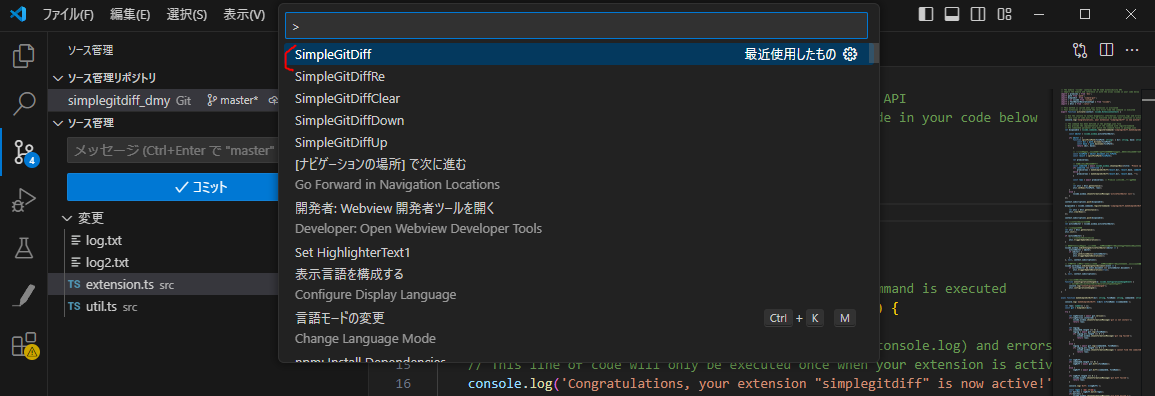 ファイル(F) 編集(E) 選択(S) 表示(V)
ソース管理
ソース管理リポジトリ
simplegitdiff_dmy Git master*
ソース管理
メッセージ (Ctrl+Enter で "master"
コミット
変更
log.txt
log2.txt
TS extension.ts src
TS util.ts src
4
>
SimpleGitDiff 最近使用したもの
SimpleGitDiffRe
SimpleGitDiffClear
SimpleGitDiffDown
SimpleGitDiffUp
[ナビゲーションの場所] で次に進む
Go Forward in Navigation Locations
開発者: Webview 開発者ツールを開く
Developer: Open Webview Developer Tools
Set HighlighterText1
表示言語を構成する
Configure Display Language
言語モードの変更 Ctrl + K M
Change Language Mode
npm: Install Dependencies
API
de in your code below
mmand is executed
) {
console.log) and errors
15 // This line of code will only be executed once when your extension is activ
16 console.log('Congratulations, your extension "simplegitdiff" is now active!'